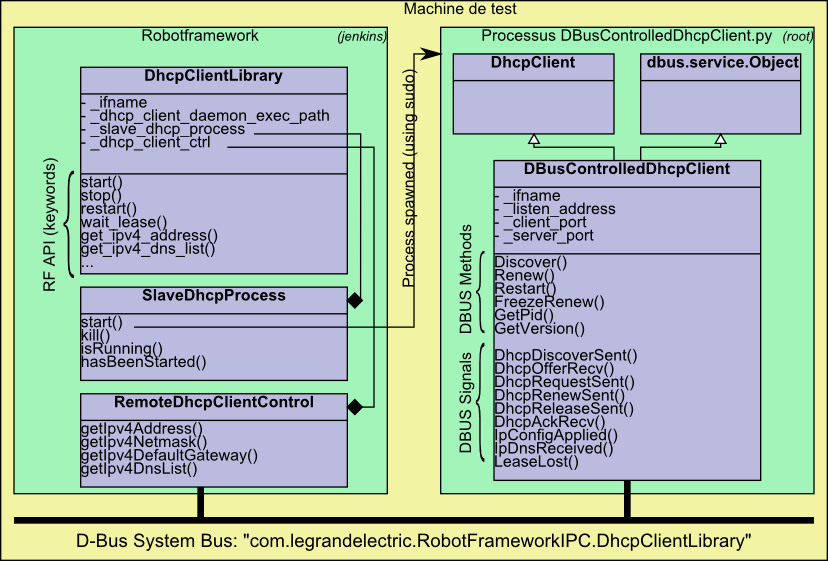 Machine de test
Robotframework
(jenkins)
DhcpClientLibrary
- _ifname
- _dhcp_client_daemon_exec_path
- _slave_dhcp_process
- _dhcp_client_ctrl
RF API (keywords)
start()
stop()
restart()
wait_lease()
get_ipv4_address()
get_ipv4_dns_list()
...
SlaveDhcpProcess
start()
kill()
isRunning()
hasBeenStarted()
RemoteDhcpClientControl
getIpv4Address()
getIpv4Netmask()
getIpv4DefaultGateway()
getIpv4DnsList()
Process spawned (using sudo)
Processus DBusControlledDhcpClient.py
(root)
DhcpClient
dbus.service.Object
DBusControlledDhcpClient
- _ifname
- _listen_address
- _client_port
- _server_port
DBUS Methods
Discover()
Renew()
Restart()
FreezeRenew()
GetPid()
GetVersion()
DBUS Signals
DhcpDiscoverSent()
DhcpOfferRecv()
DhcpRequestSent()
DhcpRenewSent()
DhcpReleaseSent()
DhcpAckRecv()
IpConfigApplied()
IpDnsReceived()
LeaseLost()
D-Bus System Bus: "com.legrandelectric.RobotFrameworkIPC.DhcpClientLibrary"